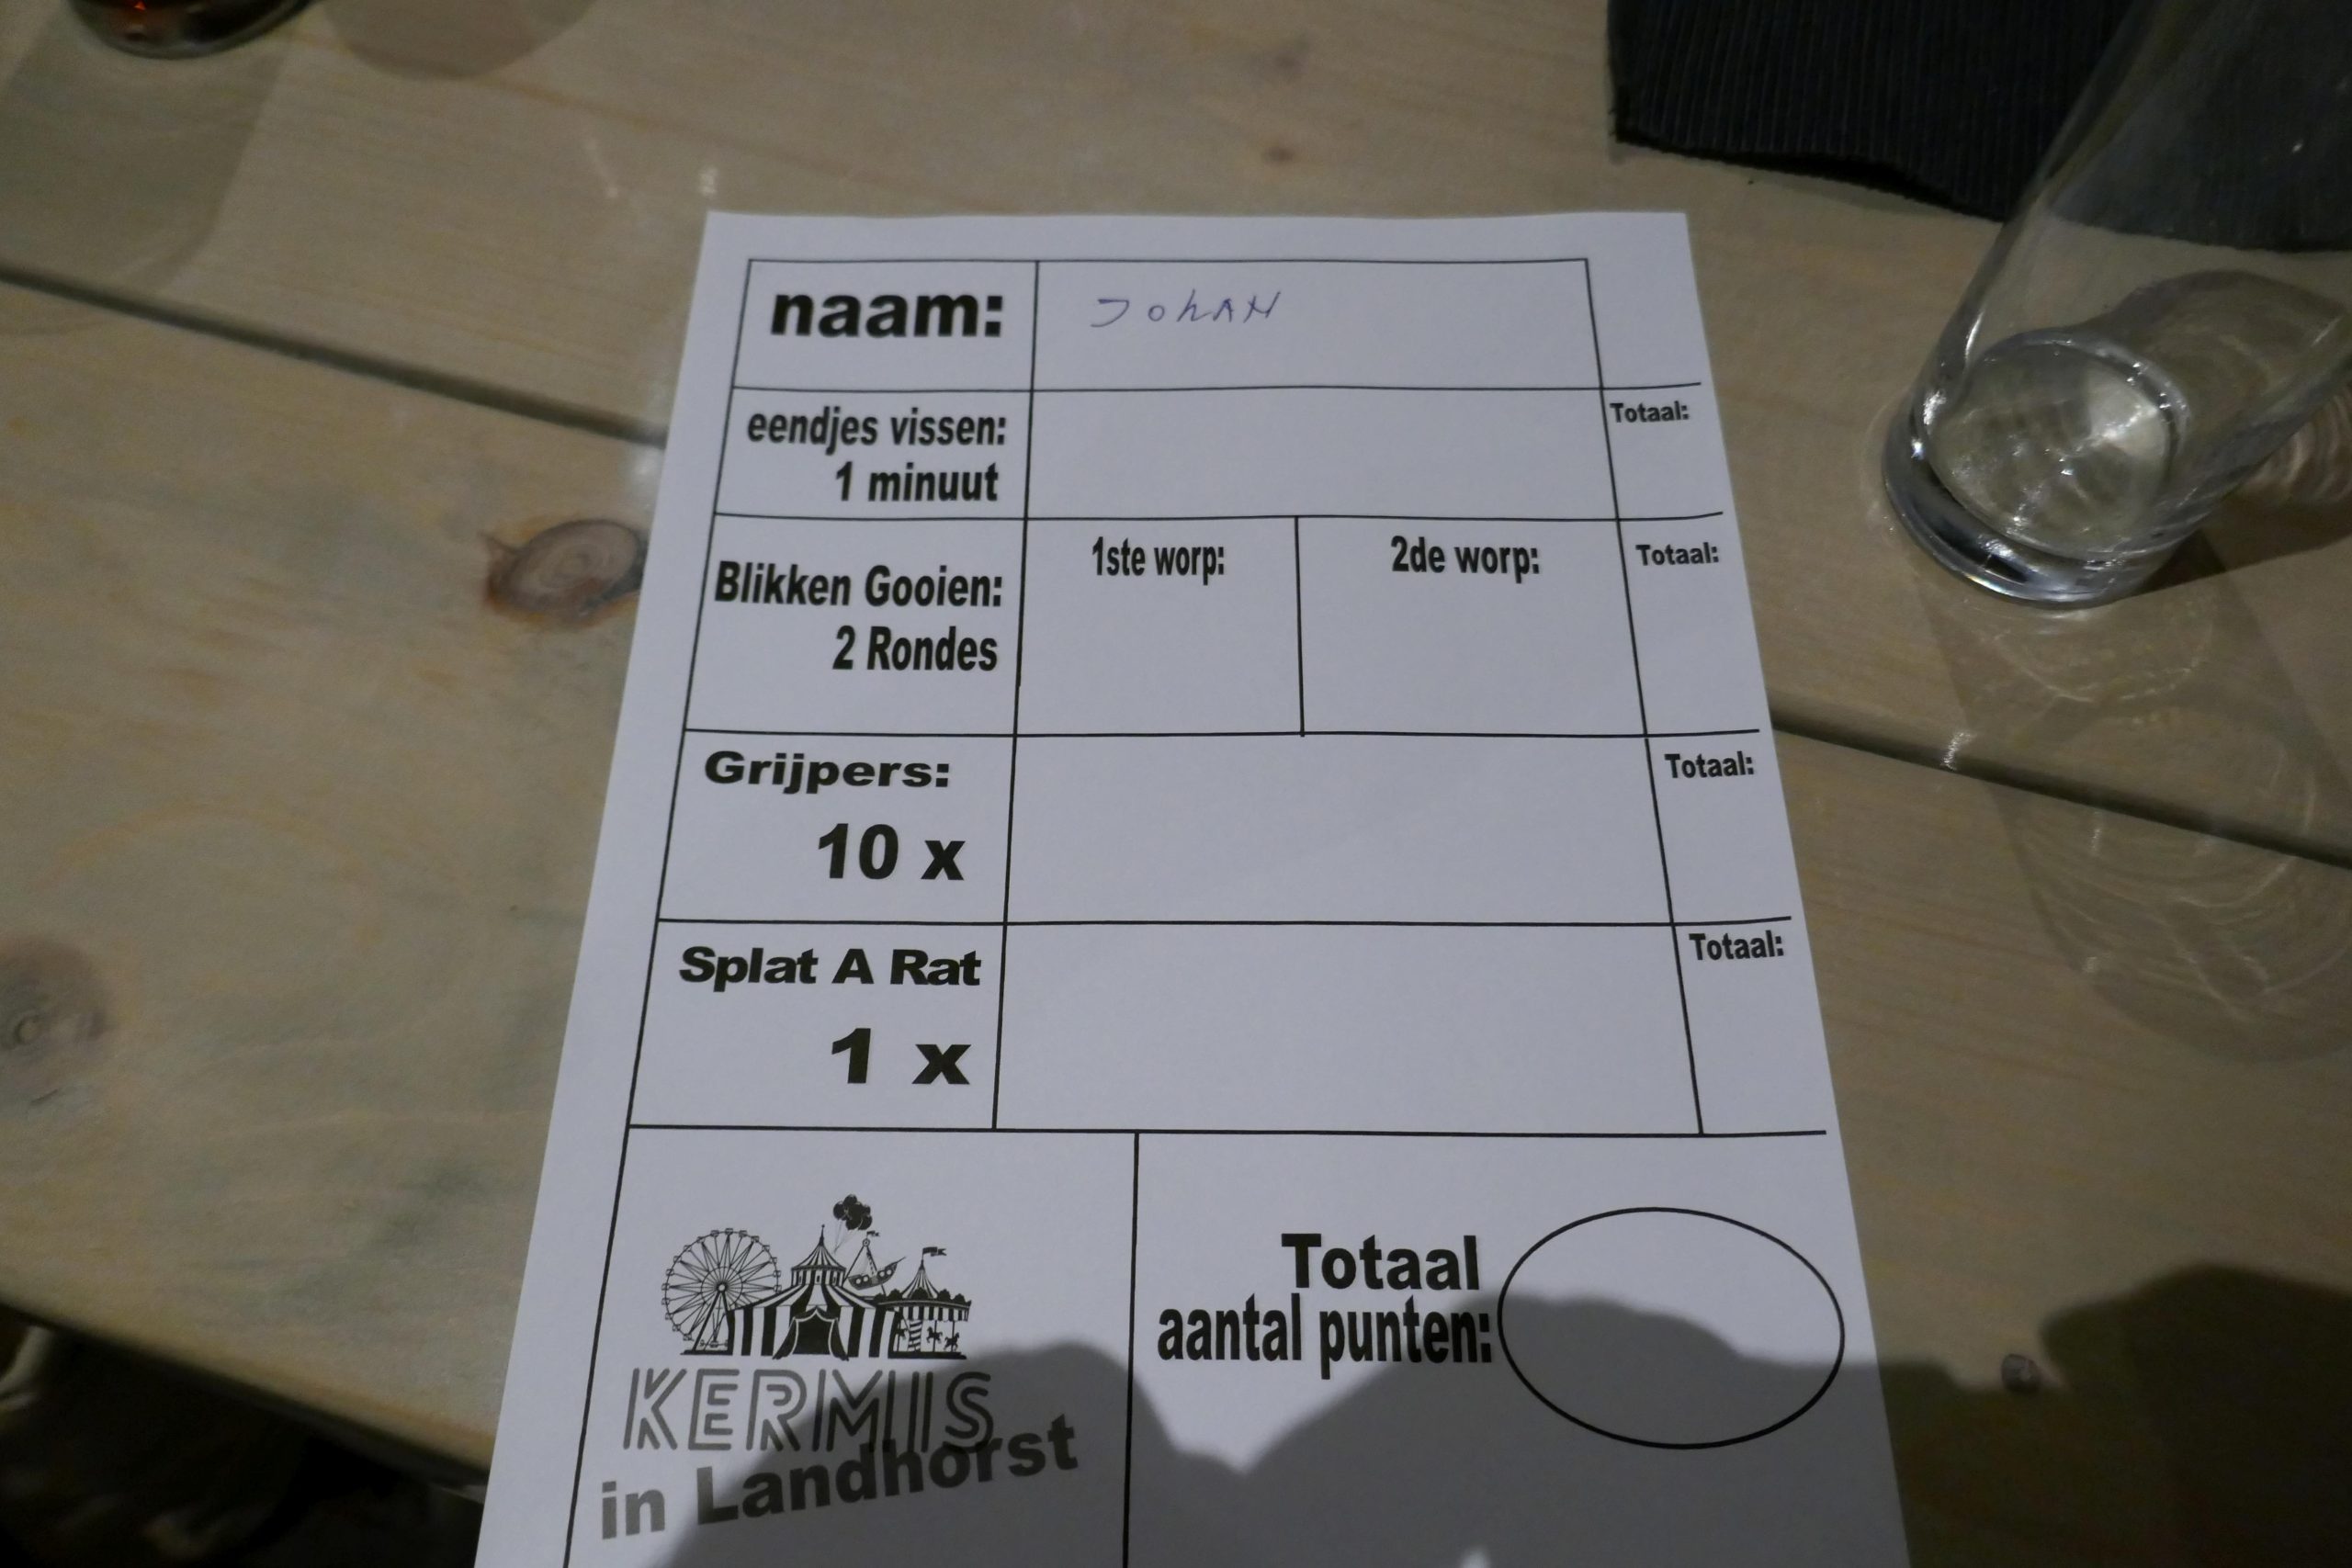 naam: JohAN
eendjes vissen:
1 minuut
Totaal:
Blikken Gooien:
2 Rondes
1ste worp:
2de worp:
Totaal:
Grijpers:
10 x
Totaal:
Splat A Rat
1 x
Totaal:
KERMIS
in Landhorst
Totaal
aantal punten: